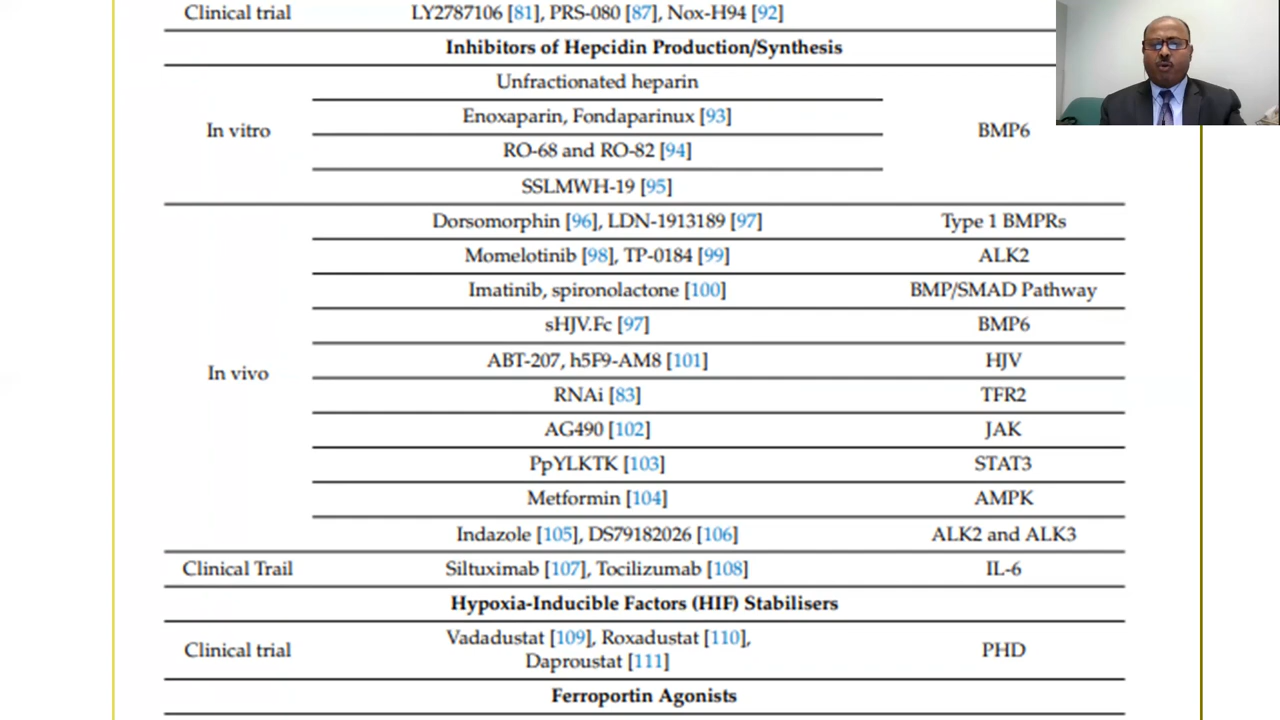 Clinical trial LY2787106 [81], PRS-080 [87], Nox-H94 [92]
Inhibitors of Hepcidin Production/Synthesis
Unfractionated heparin
Enoxaparin, Fondaparinux [93]
In vitro BMP6
RO-68 and RO-82 [94]
SSLMWH-19 [95]
Dorsomorphin [96], LDN-1913189 [97] Type 1 BMPRs
Momelotinib [98], TP-0184 [99] ALK2
Imatinib, spironolactone [100] BMP/SMAD Pathway
sHJV.Fc [97] BMP6
ABT-207, h5F9-AM8 [101] HJV
In vivo
RNAi [83] TFR2
AG490 [102] JAK
PpYLKTK [103] STAT3
Metformin [104] AMPK
Indazole [105], DS79182026 [106] ALK2 and ALK3
Clinical Trail Siltuximab [107], Tocilizumab [108] IL-6
Hypoxia-Inducible Factors (HIF) Stabilisers
Vadadustat [109], Roxadustat [110],
Clinical trial PHD
Daproustat [111]
Ferroportin Agonists